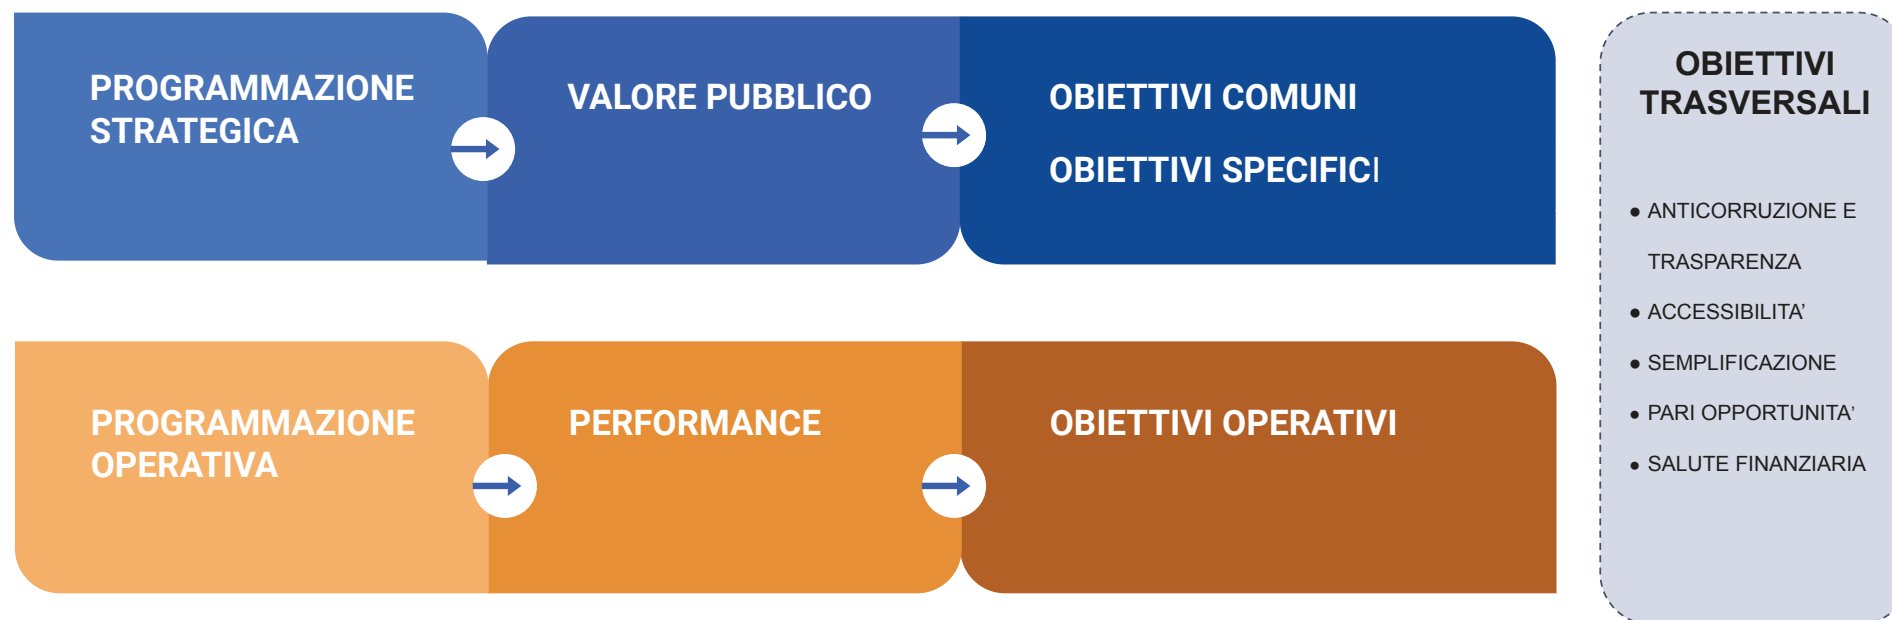 PROGRAMMAZIONE
STRATEGICA
VALORE PUBBLICO
OBIETTIVI COMUNI
OBIETTIVI SPECIFICI
PROGRAMMAZIONE
OPERATIVA
PERFORMANCE
OBIETTIVI OPERATIVI
OBIETTIVI
TRASVERSALI
● ANTICORRUZIONE E
TRASPARENZA
● ACCESSIBILITA’
● SEMPLIFICAZIONE
● PARI OPPORTUNITA’
● SALUTE FINANZIARIA